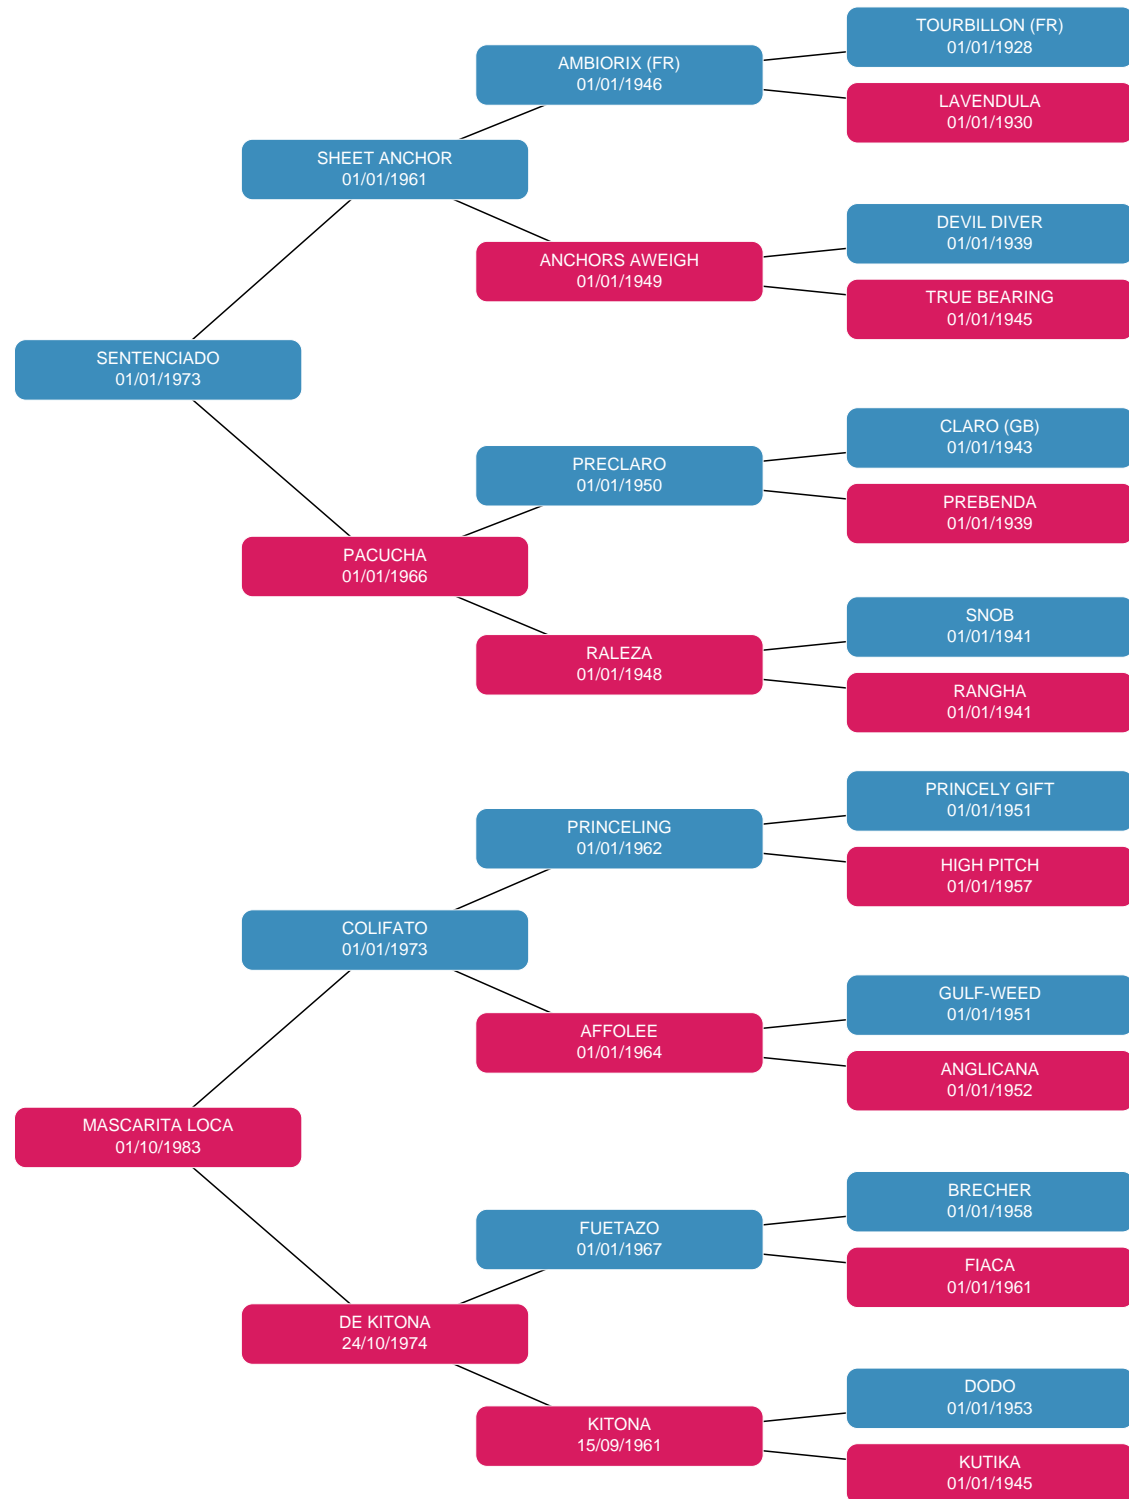 TOURBILLON (FR)
01/01/1928
AMBIORIX (FR)
01/01/1946
LAVENDULA
01/01/1930
SHEET ANCHOR
01/01/1961
DEVIL DIVER
01/01/1939
ANCHORS AWEIGH
01/01/1949
TRUE BEARING
01/01/1945
SENTENCIADO
01/01/1973
CLARO (GB)
01/01/1943
PRECLARO
01/01/1950
PREBENDA
01/01/1939
PACUCHA
01/01/1966
SNOB
01/01/1941
RALEZA
01/01/1948
RANGHA
01/01/1941
PRINCELY GIFT
01/01/1951
PRINCELING
01/01/1962
HIGH PITCH
01/01/1957
COLIFATO
01/01/1973
GULF-WEED
01/01/1951
AFFOLEE
01/01/1964
ANGLICANA
01/01/1952
MASCARITA LOCA
01/10/1983
BRECHER
01/01/1958
FUETAZO
01/01/1967
FIACA
01/01/1961
DE KITONA
24/10/1974
DODO
01/01/1953
KITONA
15/09/1961
KUTIKA
01/01/1945